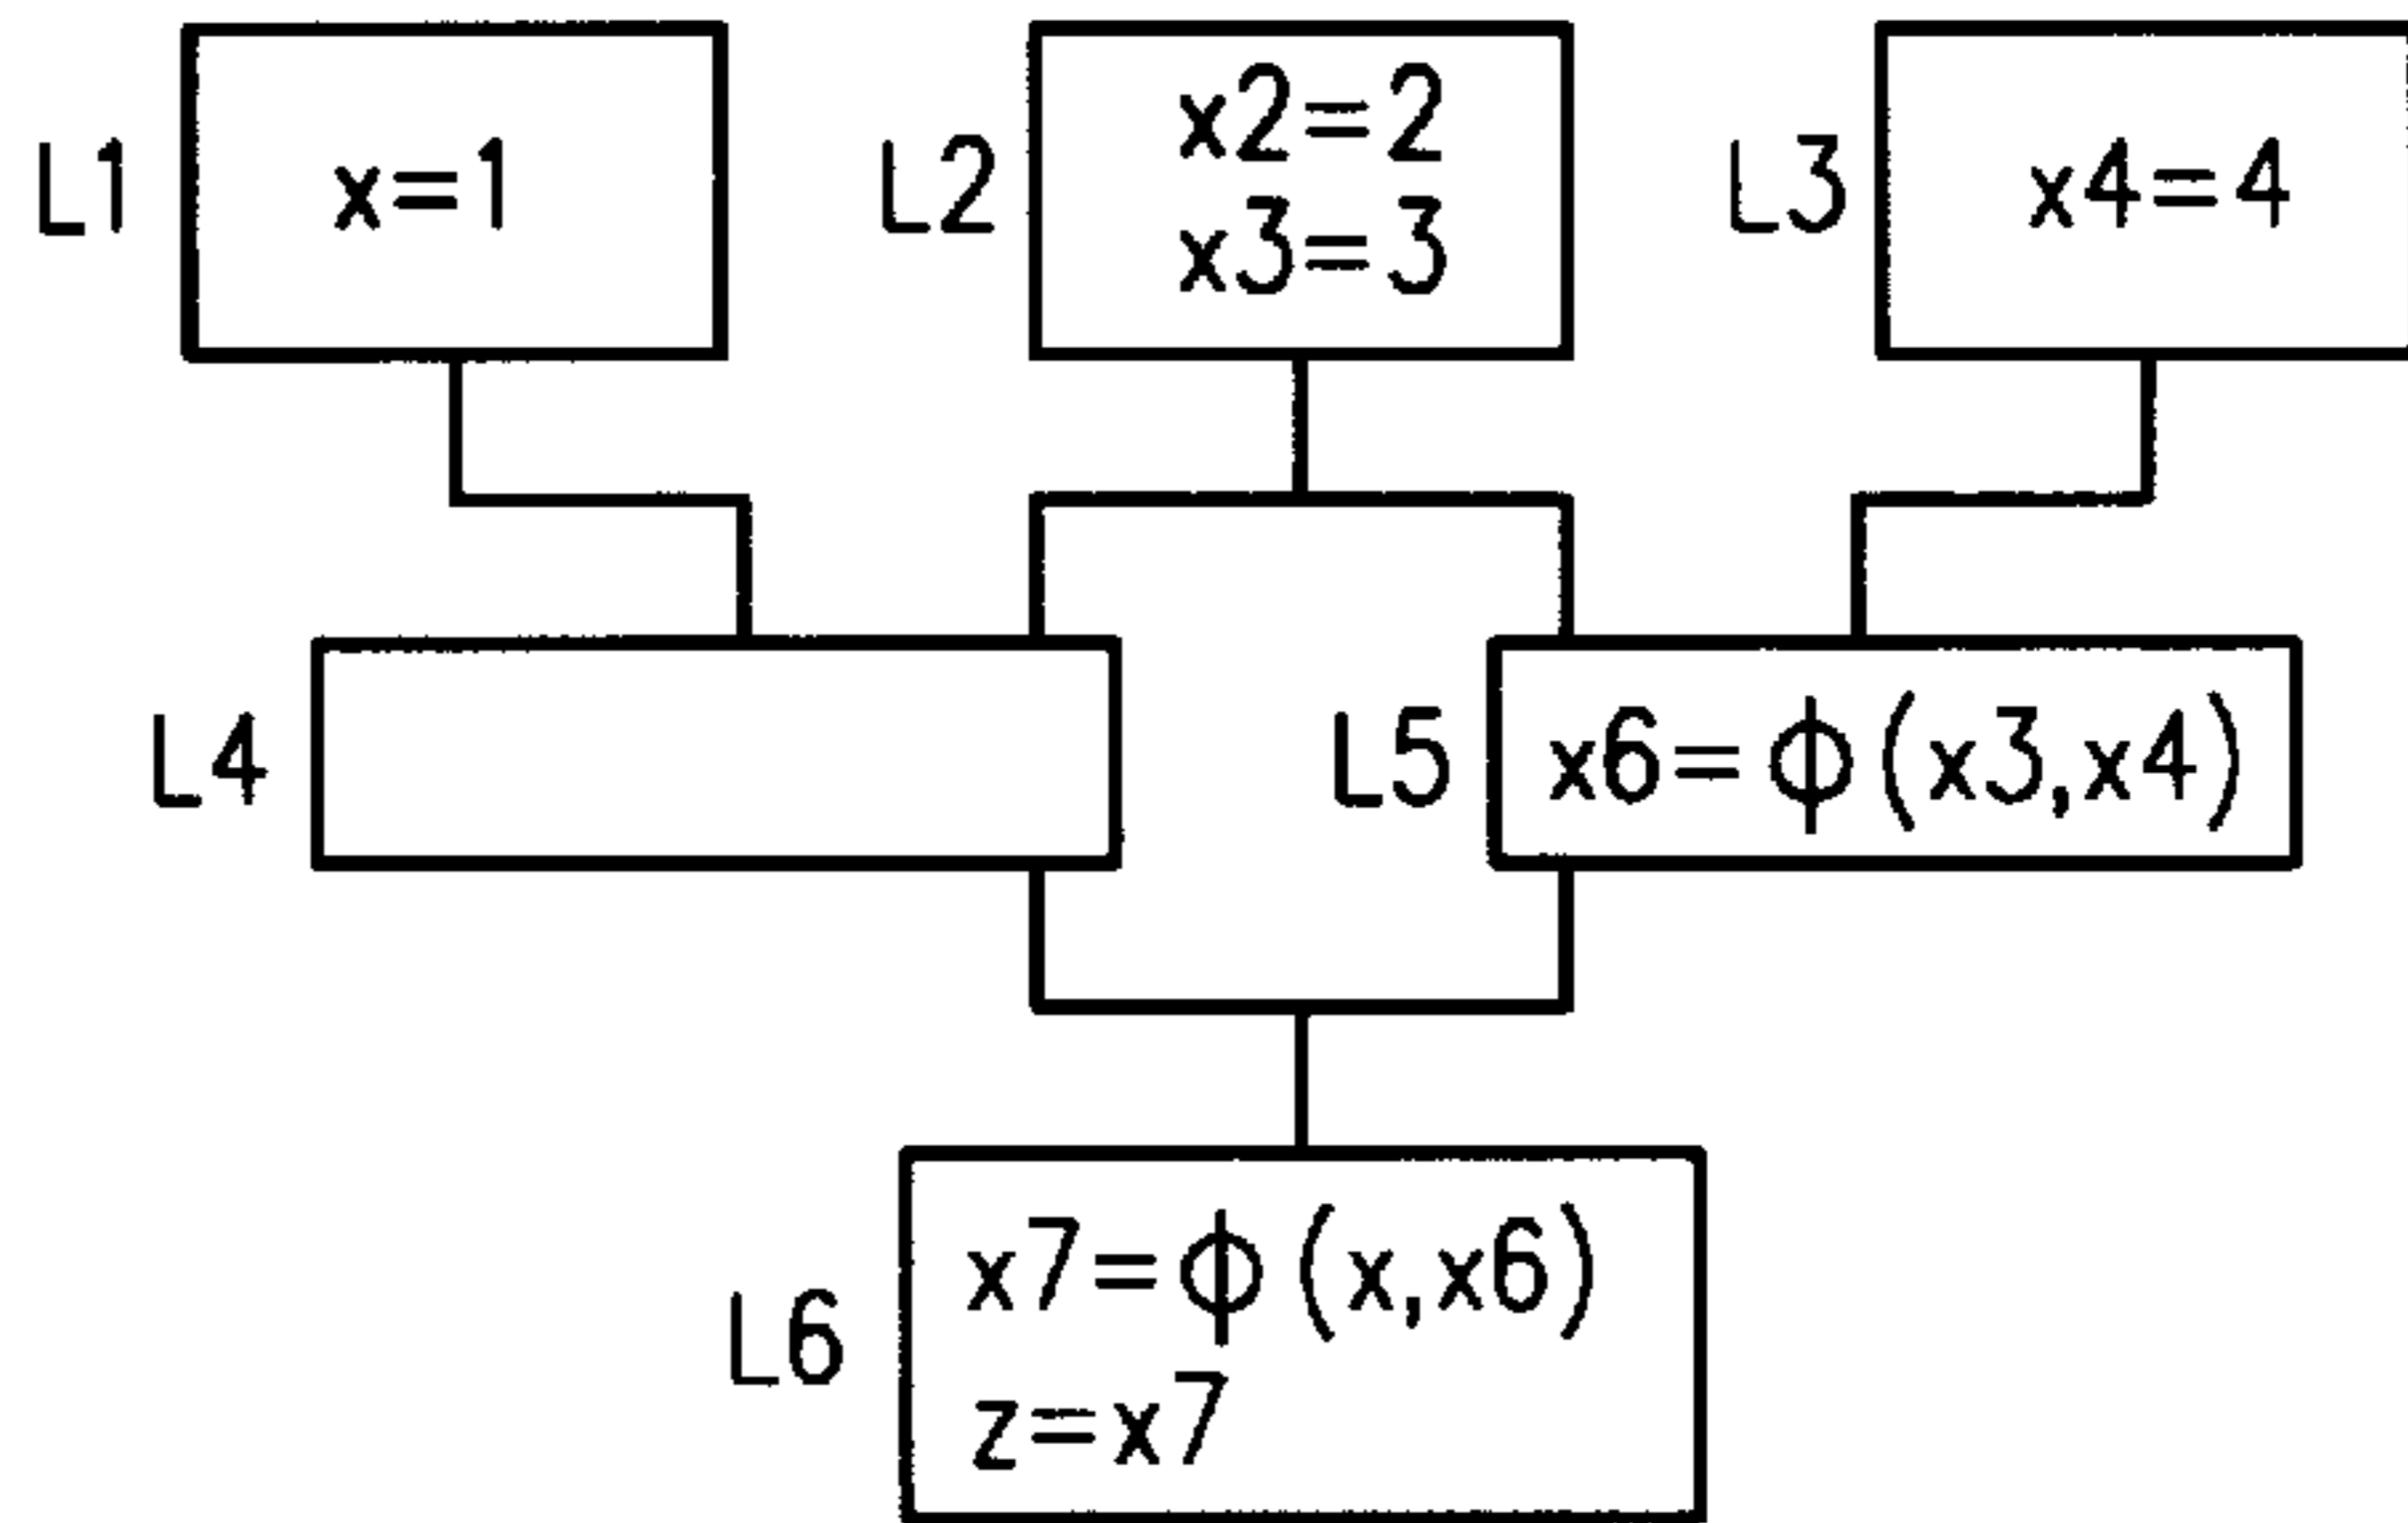 L1
x=1
L2
x2=2
x3=3
L3
x4=4
L4
L5
x6=ϕ(x3,x4)
L6
x7=ϕ(x,x6)
z=x7